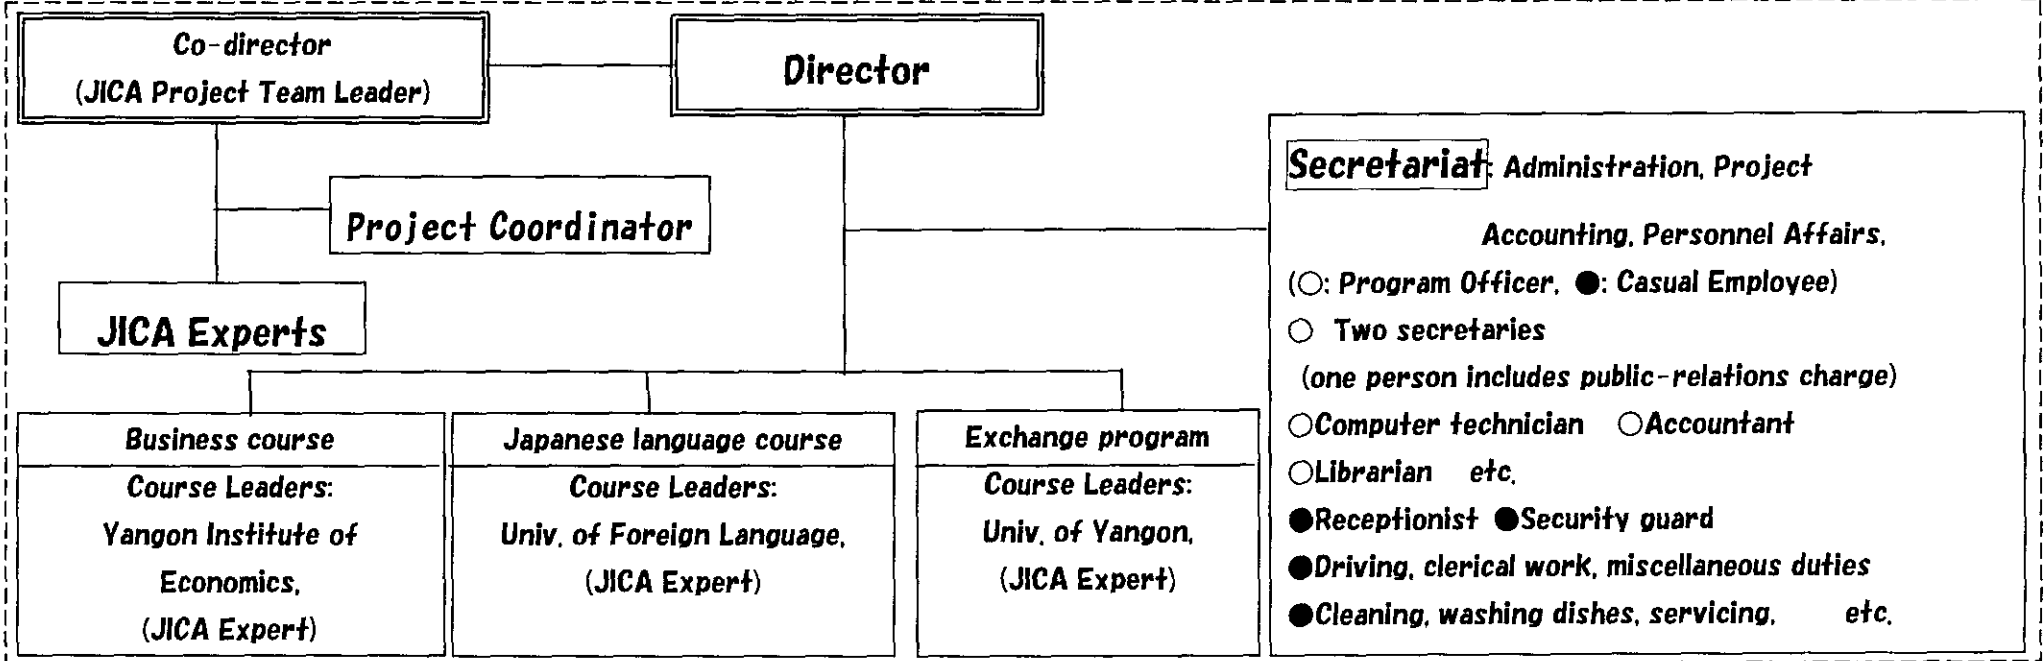 Co-director
(JICA Project Team Leader)
Director
Project Coordinator
JICA Experts
Secretariat: Administration, Project
Accounting, Personnel Affairs,
(○: Program Officer, ●: Casual Employee)
○ Two secretaries
(one person includes public-relations charge)
○Computer technician ○Accountant
○Librarian etc.
●Receptionist ●Security guard
●Driving, clerical work, miscellaneous duties
●Cleaning, washing dishes, servicing, etc.
Business course
Course Leaders:
Yangon Institute of
Economics,
(JICA Expert)
Japanese language course
Course Leaders:
Univ. of Foreign Language,
(JICA Expert)
Exchange program
Course Leaders:
Univ. of Yangon,
(JICA Expert)